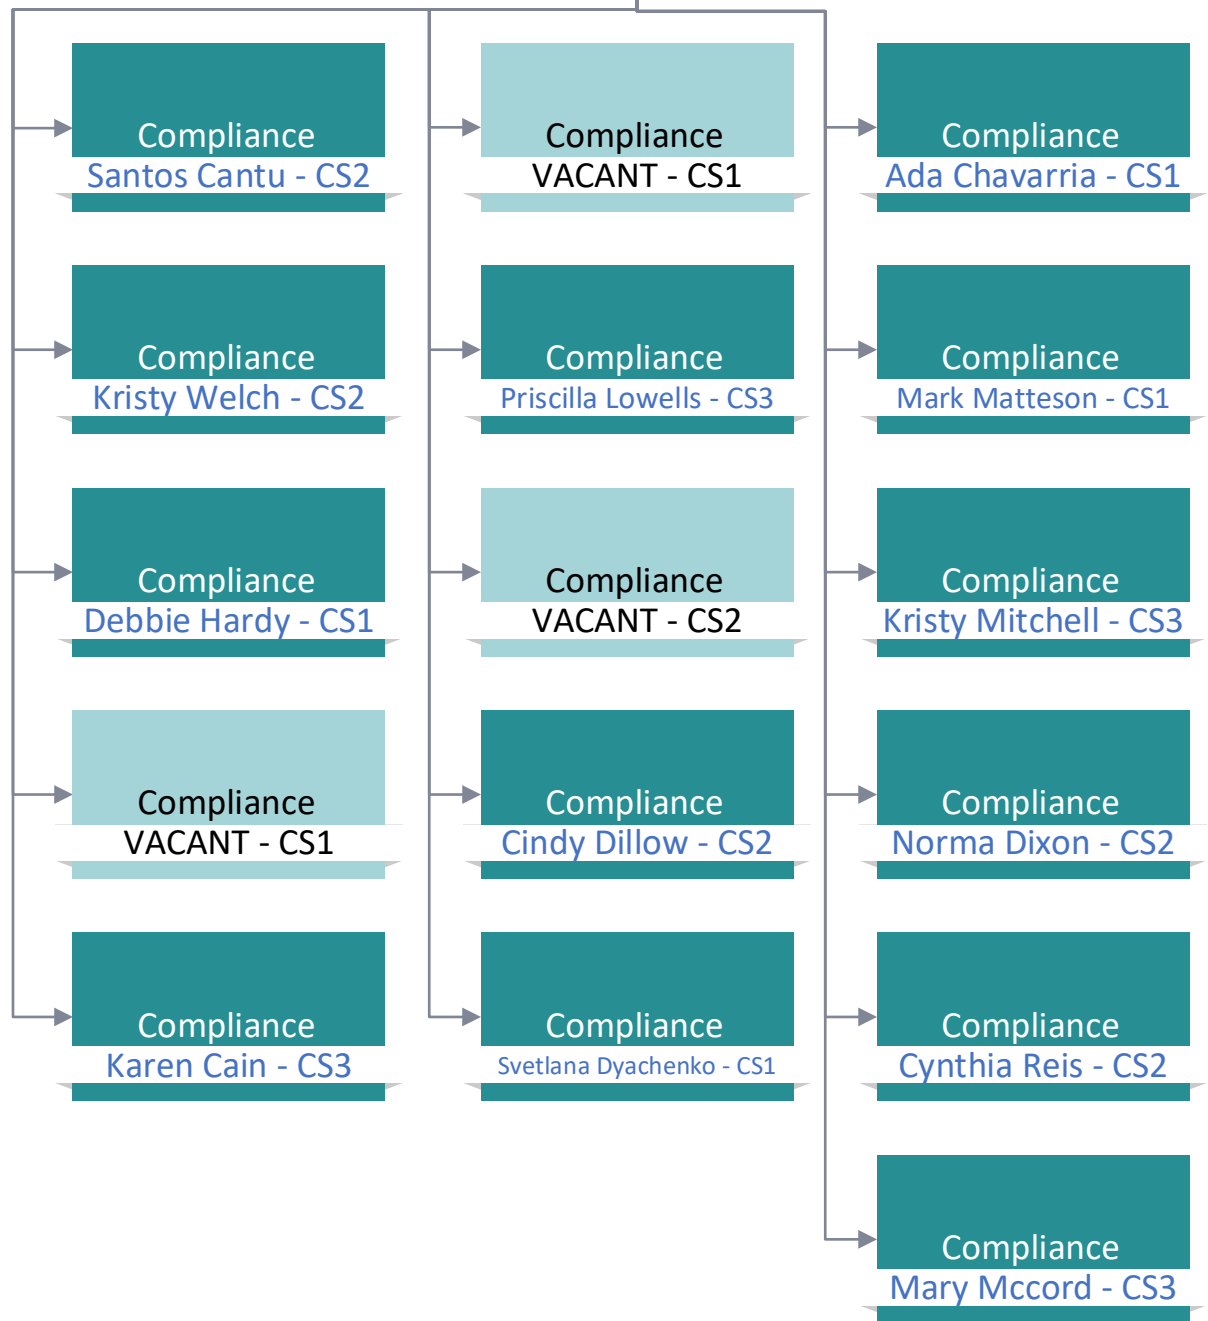 Compliance
Santos Cantu - CS2
Compliance
VACANT - CS1
Compliance
Ada Chavarria - CS1
Compliance
Kristy Welch - CS2
Compliance
Priscilla Lowells - CS3
Compliance
Mark Matteson - CS1
Compliance
Debbie Hardy - CS1
Compliance
VACANT - CS2
Compliance
Kristy Mitchell - CS3
Compliance
VACANT - CS1
Compliance
Cindy Dillow - CS2
Compliance
Norma Dixon - CS2
Compliance
Karen Cain - CS3
Compliance
Svetlana Dyachenko - CS1
Compliance
Cynthia Reis - CS2
Compliance
Mary Mccord - CS3